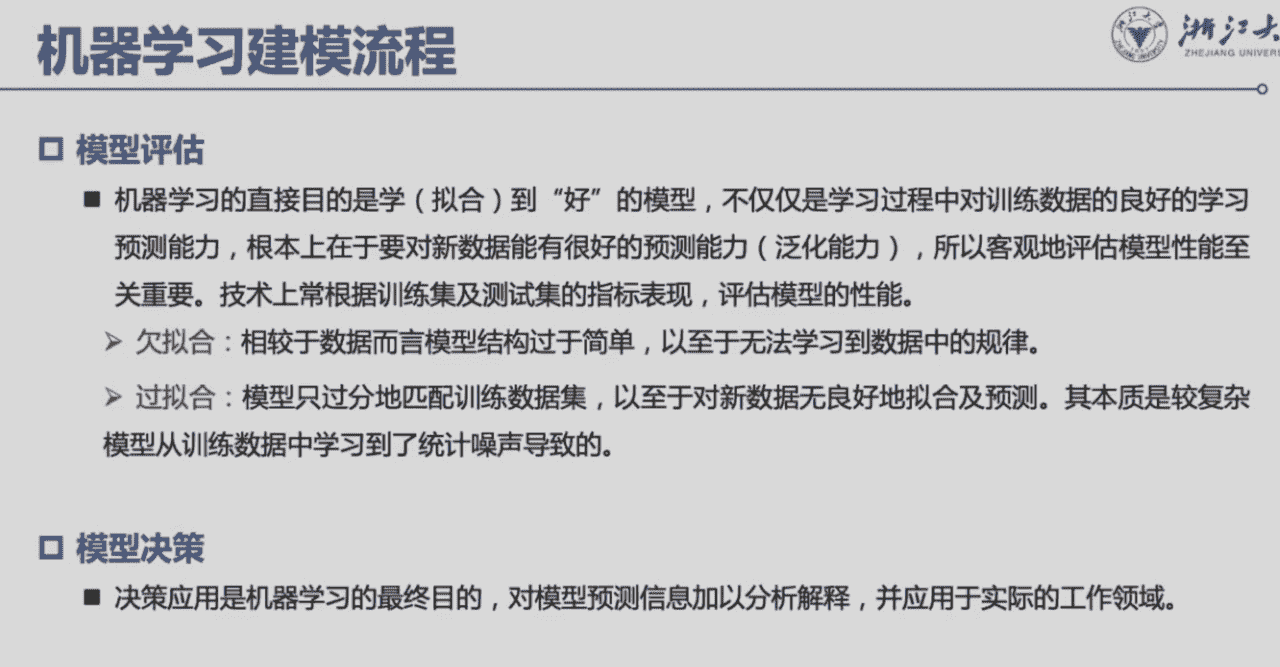 机器学习建模流程
浙江大
ZHEJIANG UNIVER
模型评估
机器学习的直接目的是学（拟合）到“好”的模型，不仅仅是学习过程中对训练数据的良好的学习
预测能力，根本上在于要对新数据能有很好的预测能力（泛化能力），所以客观地评估模型性能至
关重要。技术上常根据训练集及测试集的指标表现，评估模型的性能。
欠拟合：相较于数据而言模型结构过于简单，以至于无法学习到数据中的规律。
过拟合：模型只过分地匹配训练数据集，以至于对新数据无良好地拟合及预测。其本质是较复杂
模型从训练数据中学习到了统计噪声导致的。
模型决策
决策应用是机器学习的最终目的，对模型预测信息加以分析解释，并应用于实际的工作领域。